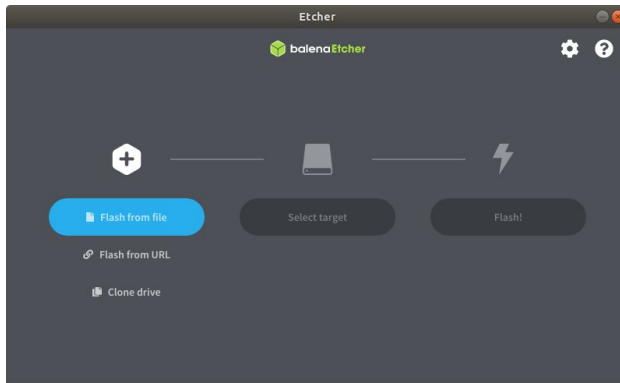 Etcher
balenaEtcher
Flash from file
Select target
Flash!
Flash from URL
Clone drive